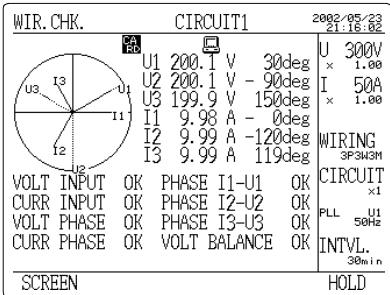 WIR.CHK. CIRCUIT1 2002/05/23
21:16:02
CA
RD
U1 200.1 V 30deg
U2 200.1 V - 90deg
U3 199.9 V 150deg
I1 9.98 A - 0deg
I2 9.99 A -120deg
I3 9.99 A 119deg
U3 I3 U1
I1
I2
U2
VOLT INPUT OK PHASE I1-U1 OK
CURR INPUT OK PHASE I2-U2 OK
VOLT PHASE OK PHASE I3-U3 OK
CURR PHASE OK VOLT BALANCE OK
U 300V
× 1.00
I 50A
× 1.00
WIRING
3P3W3M
CIRCUIT
×1
PLL U1
50Hz
INTVL.
30min
SCREEN HOLD